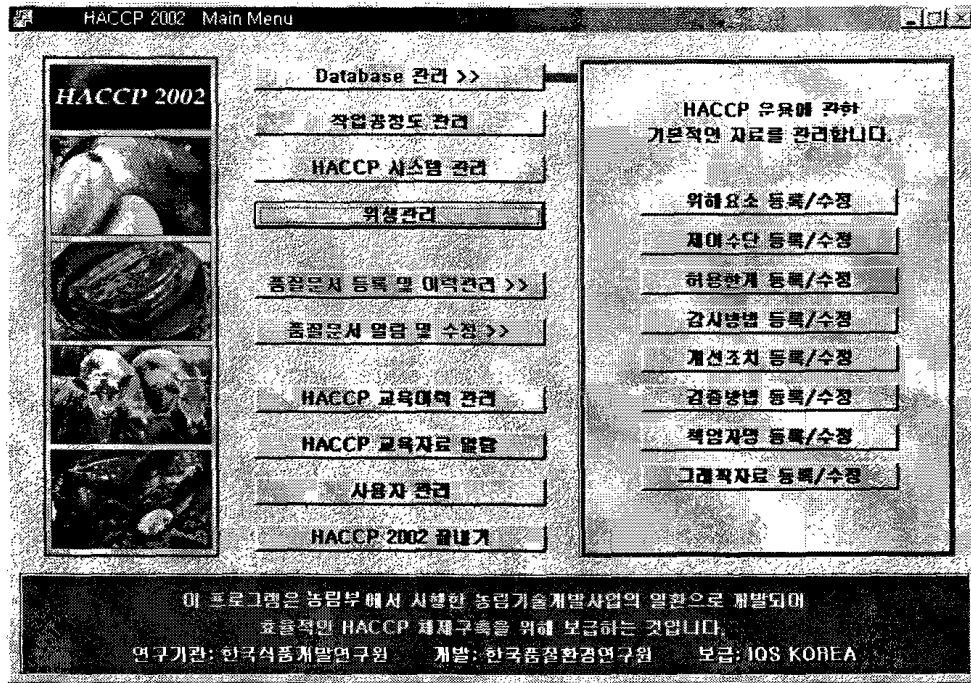 HACCP 2002 Main Menu
HACCP 2002
Database 관리 >>
작업공정도 관리
HACCP 시스템 관리
위생관리
품질문서 등록 및 이력관리 >>
품질문서 열람 및 수정 >>
HACCP 교육이력 관리
HACCP 교육자료 열람
사용자 관리
HACCP 2002 끝내기
HACCP 운용에 관한
기본적인 자료를 관리합니다.
위해요소 등록/수정
제어수단 등록/수정
허용한계 등록/수정
감시방법 등록/수정
개선조치 등록/수정
검증방법 등록/수정
책임자명 등록/수정
그래픽자료 등록/수정
이 프로그램은 농림부에서 시행한 농림기술개발사업의 일환으로 개발되어
효율적인 HACCP 체제구축을 위해 보급하는 것입니다.
연구기관: 한국식품개발연구원 개발: 한국품질환경연구원 보급: IQS KOREA